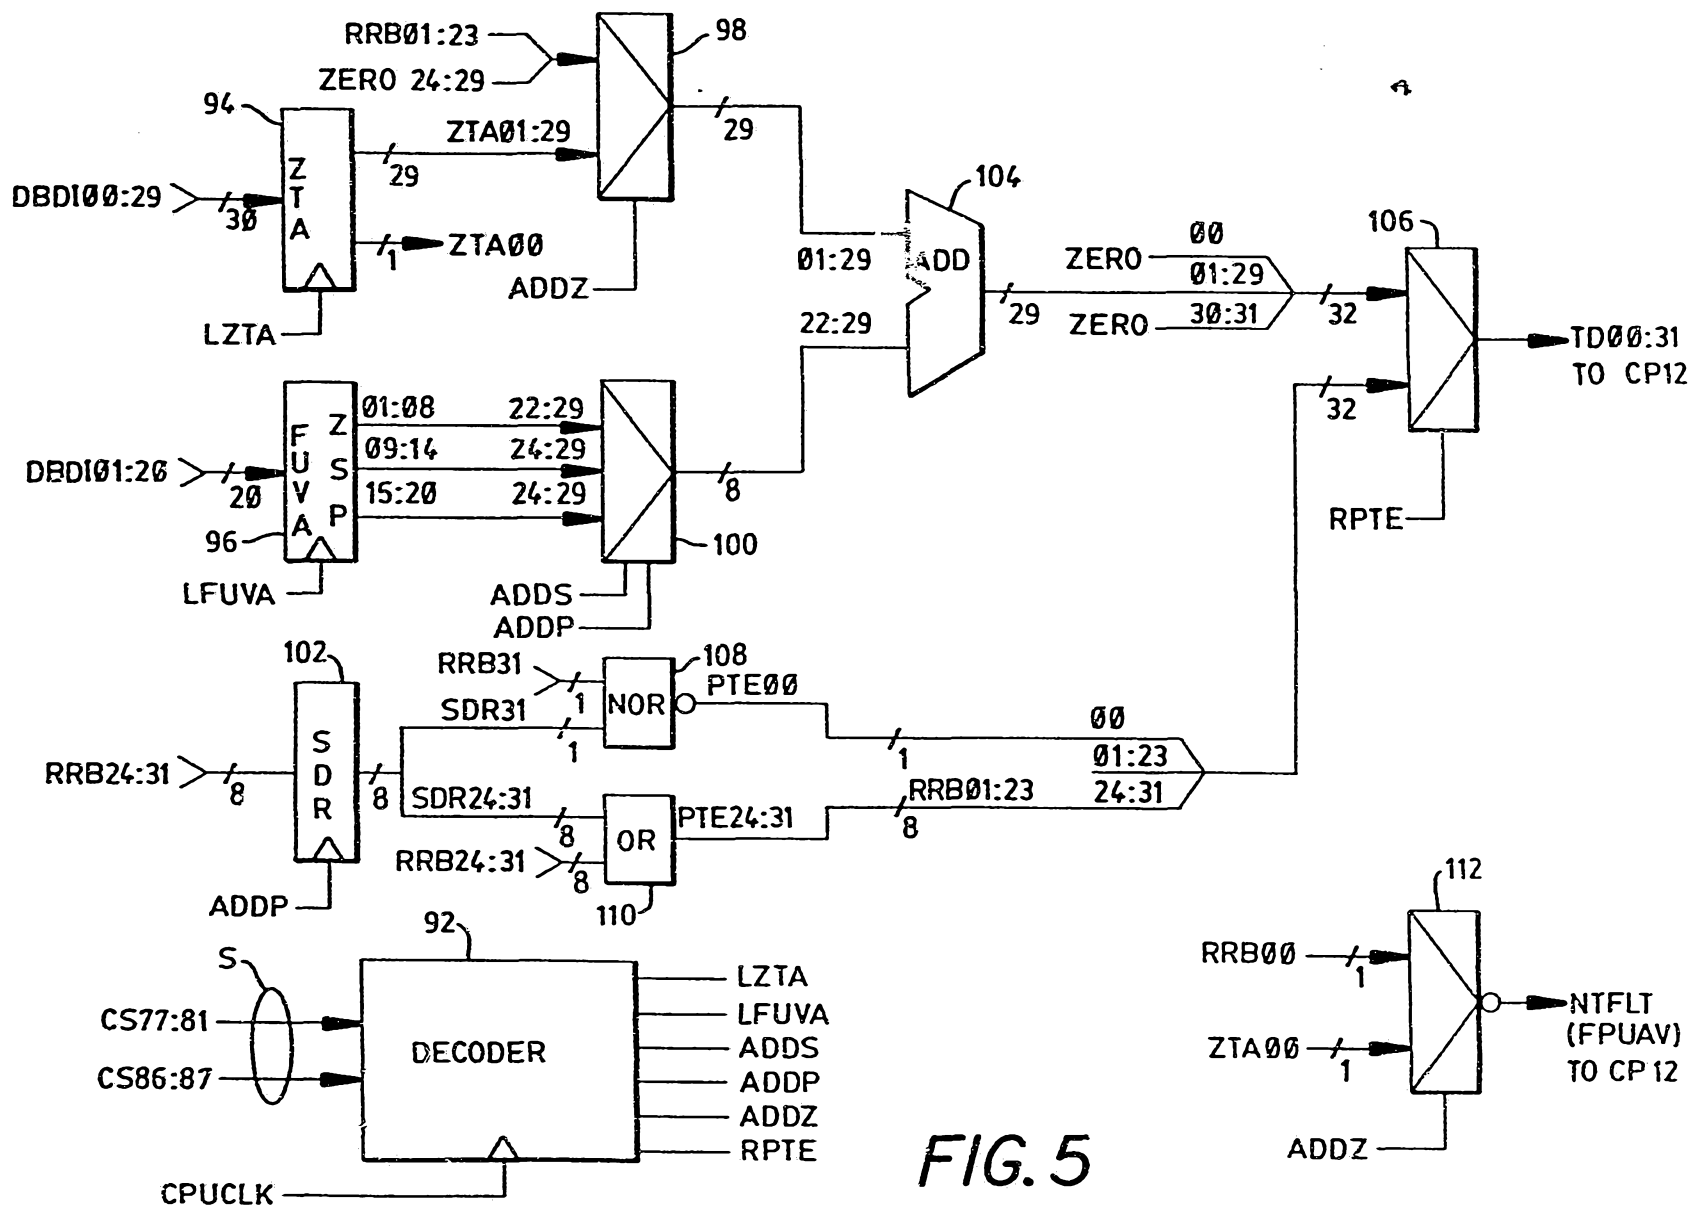 RRB01:23
ZERO 24:29
98
94
ZTA
ZTA01:29
29
29
DBDI00:29
30
1
ZTA00
LZTA
ADDZ
104
ADD
01:29
22:29
29
ZERO
00
01:29
ZERO
30:31
32
106
TD00:31
TO CP12
32
RPTE
DBDI01:20
20
FUVA
ZSP
01:08
22:29
09:14
24:29
15:20
24:29
8
96
100
LFUVA
ADDS
ADDP
102
SDR
RRB24:31
8
8
ADDP
RRB31
1
SDR31
1
NOR
108
PTE00
1
00
01:23
24:31
SDR24:31
8
RRB24:31
8
OR
PTE24:31
RRB01:23
8
110
92
S
CS77:81
CS86:87
DECODER
LZTA
LFUVA
ADDS
ADDP
ADDZ
RPTE
CPUCLK
112
RRB00
1
ZTA00
1
NTFLT
(FPUAV)
TO CP12
ADDZ
FIG. 5